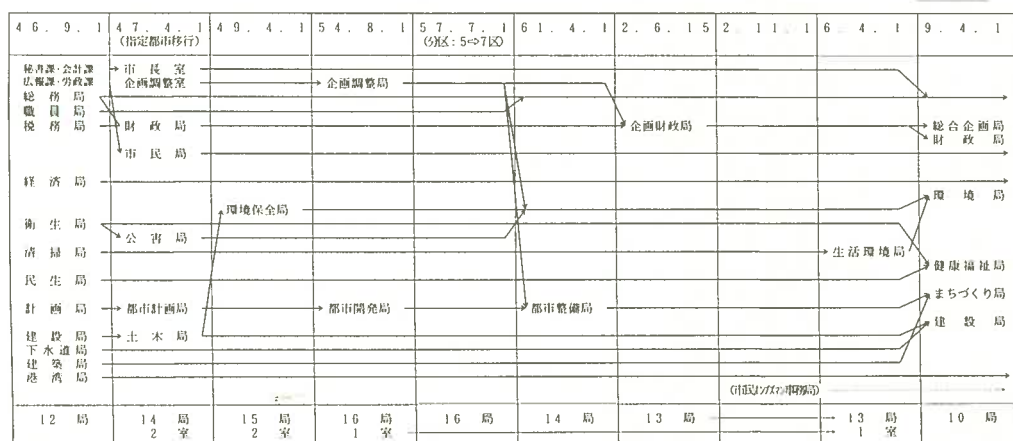 46. 9. 1 47. 4. 1 49. 4. 1 54. 8. 1 57. 7. 1 61. 4. 1 2. 6. 15 2. 11. 1 6. 4. 1 9. 4. 1
(指定都市移行) (分区:5⇨7区)
秘書課・会計課 市長室
広報課・労政課 企画調整室 企画調整局
総務局
職員局
税務局 財政局 企画財政局 総合企画局
財政局
市民局
経済局
環境局
環境保全局
衛生局
公害局
清掃局 生活環境局
健康福祉局
民生局
まちづくり局
計画局 都市計画局 都市開発局 都市整備局
建設局
建設局 土木局
下水道局
建築局
港湾局
12局 14局 15局 16局 16局 14局 13局 13局 10局
2室 2室 1室 1室